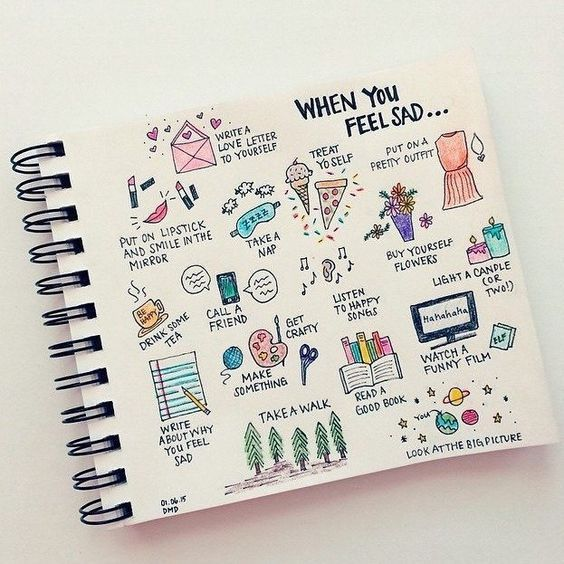 WHEN YOU
FEEL SAD...
WRITE A
LOVE LETTER
TO YOURSELF
TREAT
YO SELF
PUT ON A
PRETTY OUTFIT
PUT ON LIPSTICK
AND SMILE IN THE
MIRROR
ZZZZ
TAKE A
NAP
BUY YOURSELF
FLOWERS
LIGHT A CANDLE
(OR
TWO!)
BE
HAPPY
DRINK SOME
TEA
CALL A
FRIEND
LISTEN
TO HAPPY
SONGS
Hahahaha
ELF
WATCH A
FUNNY FILM
GET
CRAFTY
MAKE
SOMETHING
READ A
GOOD BOOK
WRITE
ABOUT WHY
YOU FEEL
SAD
TAKE A WALK
YOU
LOOK AT THE BIG PICTURE
01.06.15
DMD